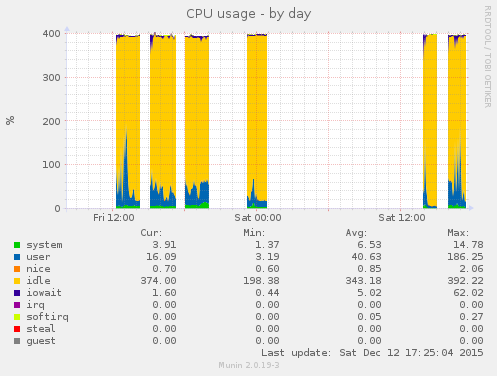 CPU usage - by day
RRDTOOL / TOBI OETIKER
%
400
300
200
100
0
Fri 12:00 Sat 00:00 Sat 12:00
Cur: Min: Avg: Max:
system 3.91 1.37 6.53 14.78
user 16.09 3.19 40.63 186.25
nice 0.70 0.60 0.85 2.06
idle 374.00 198.38 343.18 392.22
iowait 1.60 0.44 5.02 62.02
irq 0.00 0.00 0.00 0.00
softirq 0.00 0.00 0.05 0.27
steal 0.00 0.00 0.00 0.00
guest 0.00 0.00 0.00 0.00
Last update: Sat Dec 12 17:25:04 2015
Munin 2.0.19-3